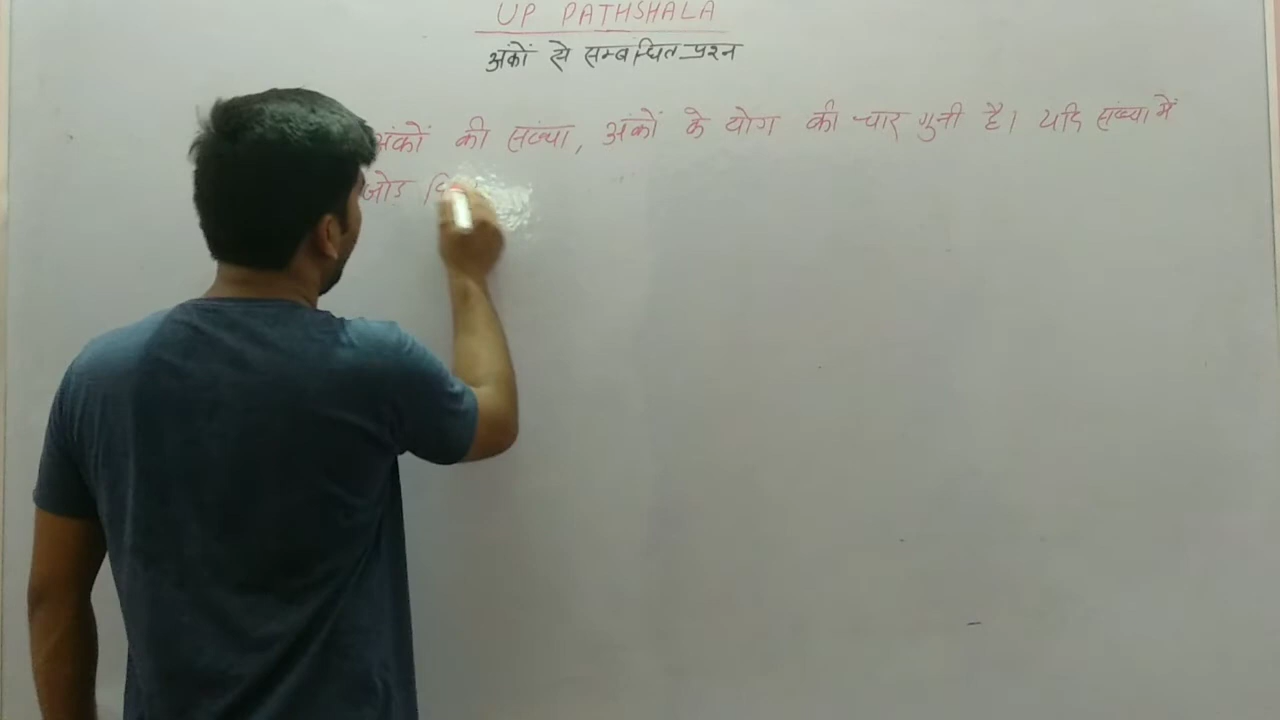 UP PATHSHALA
अंकों से सम्बन्धित प्रश्न
अंकों की संख्या, अंकों के योग की चार गुनी है। यदि संख्या में
जोड़